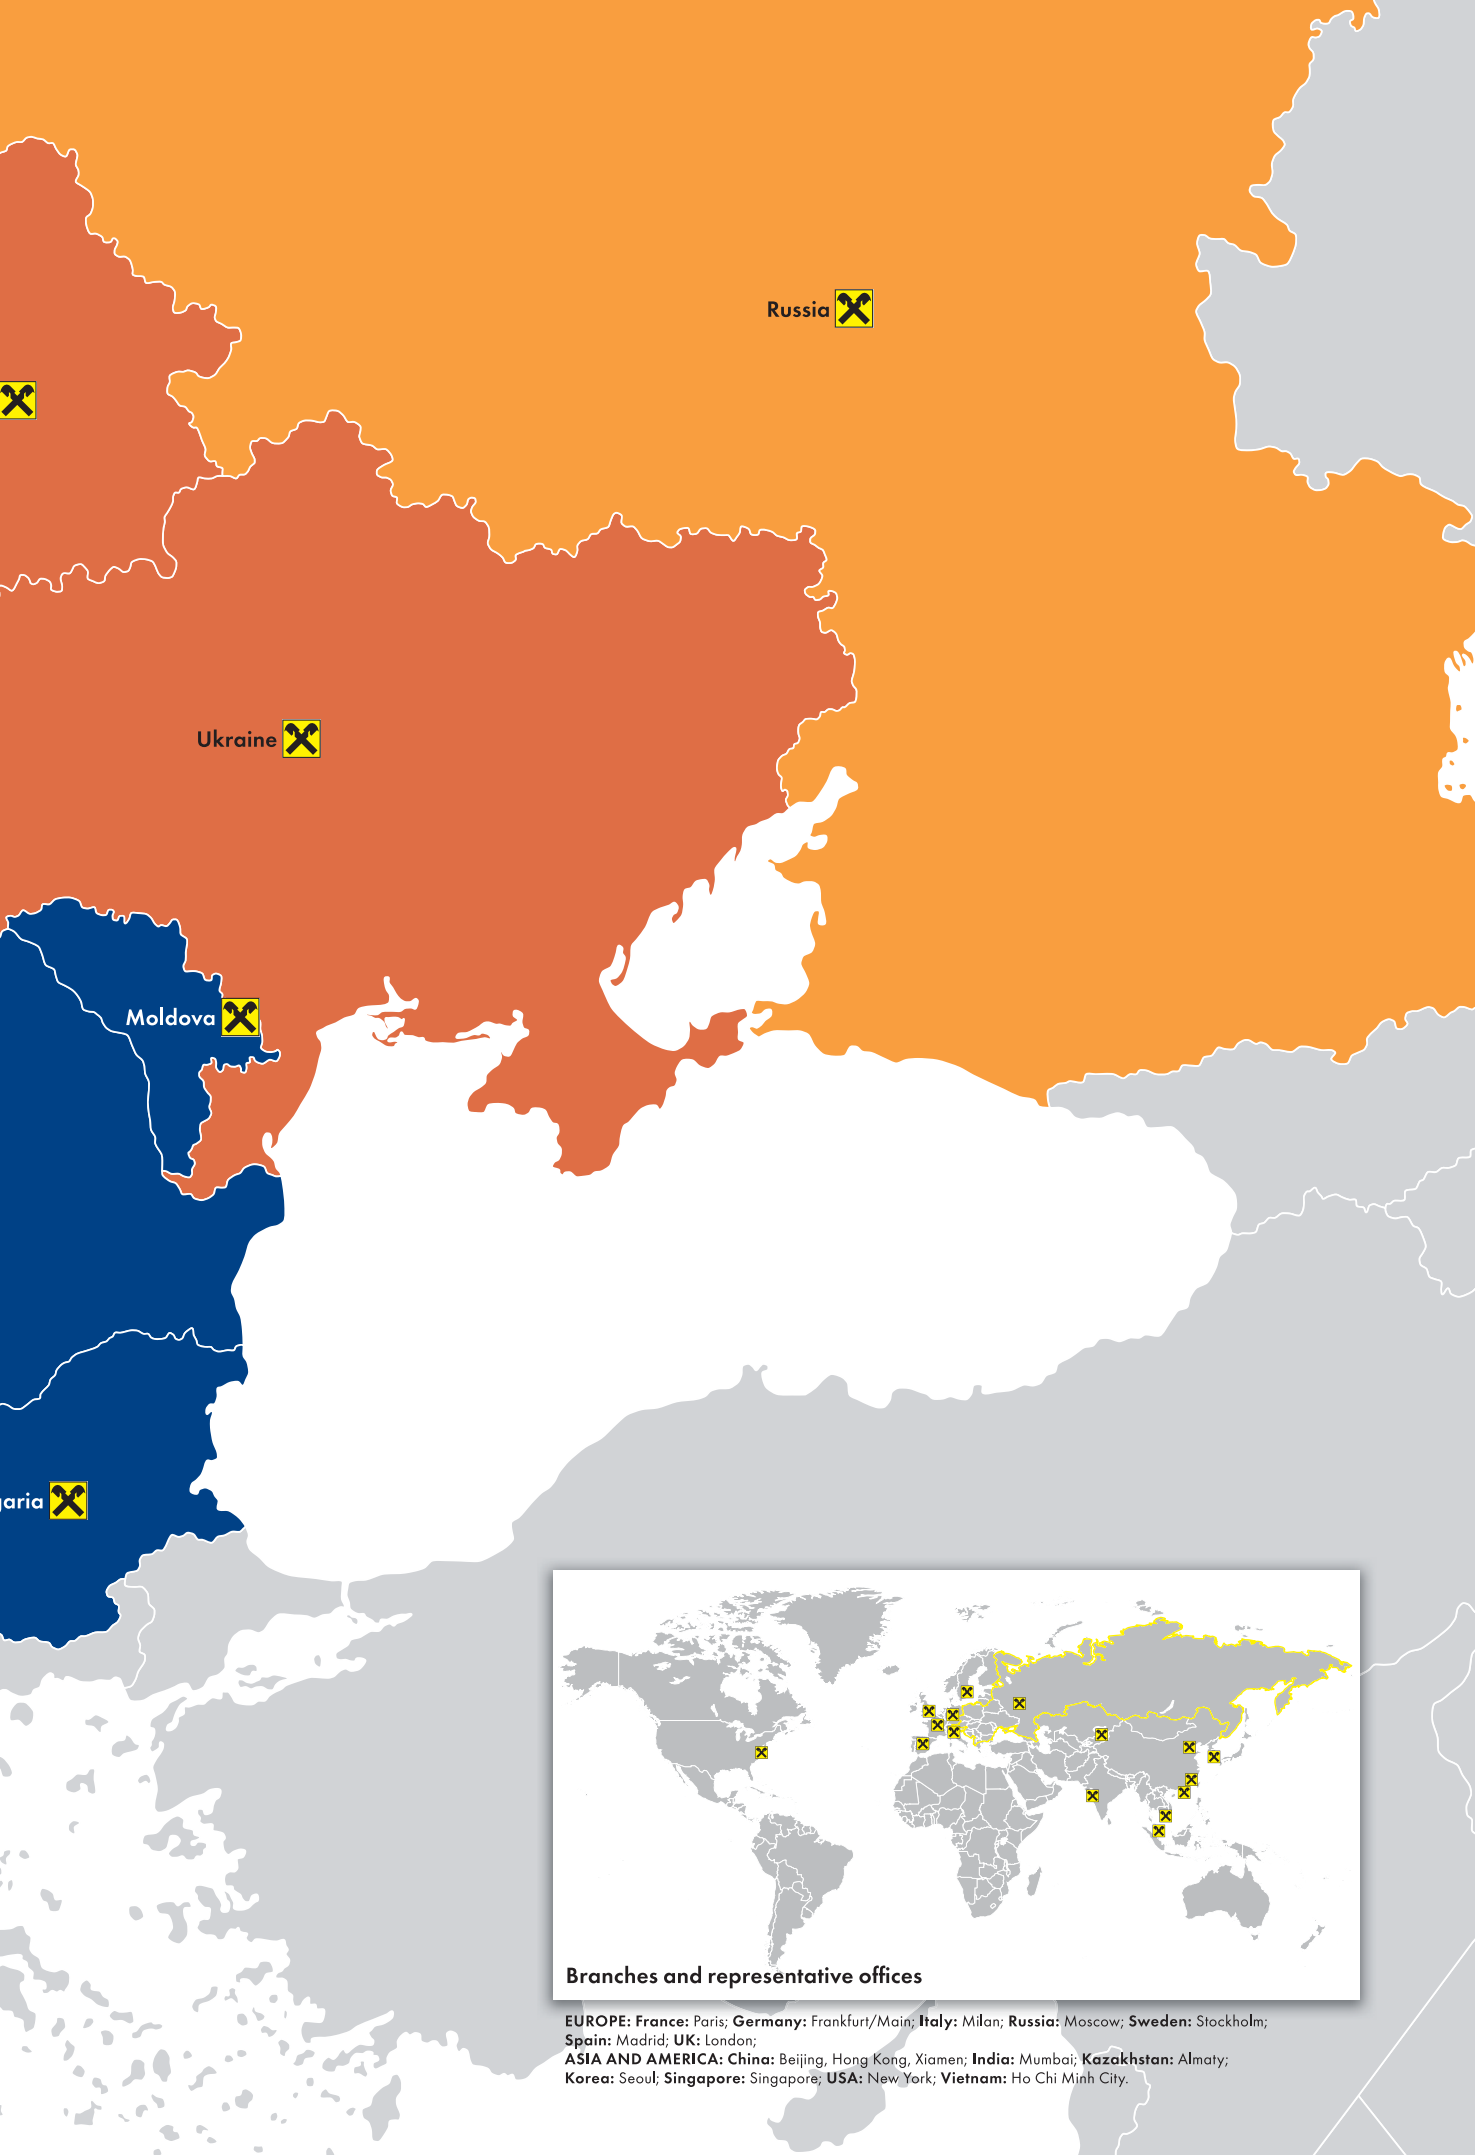 Russia
Ukraine
Moldova
garia
Branches and representative offices
EUROPE: France: Paris; Germany: Frankfurt/Main; Italy: Milan; Russia: Moscow; Sweden: Stockholm;
Spain: Madrid; UK: London;
ASIA AND AMERICA: China: Beijing, Hong Kong, Xiamen; India: Mumbai; Kazakhstan: Almaty;
Korea: Seoul; Singapore: Singapore; USA: New York; Vietnam: Ho Chi Minh City.